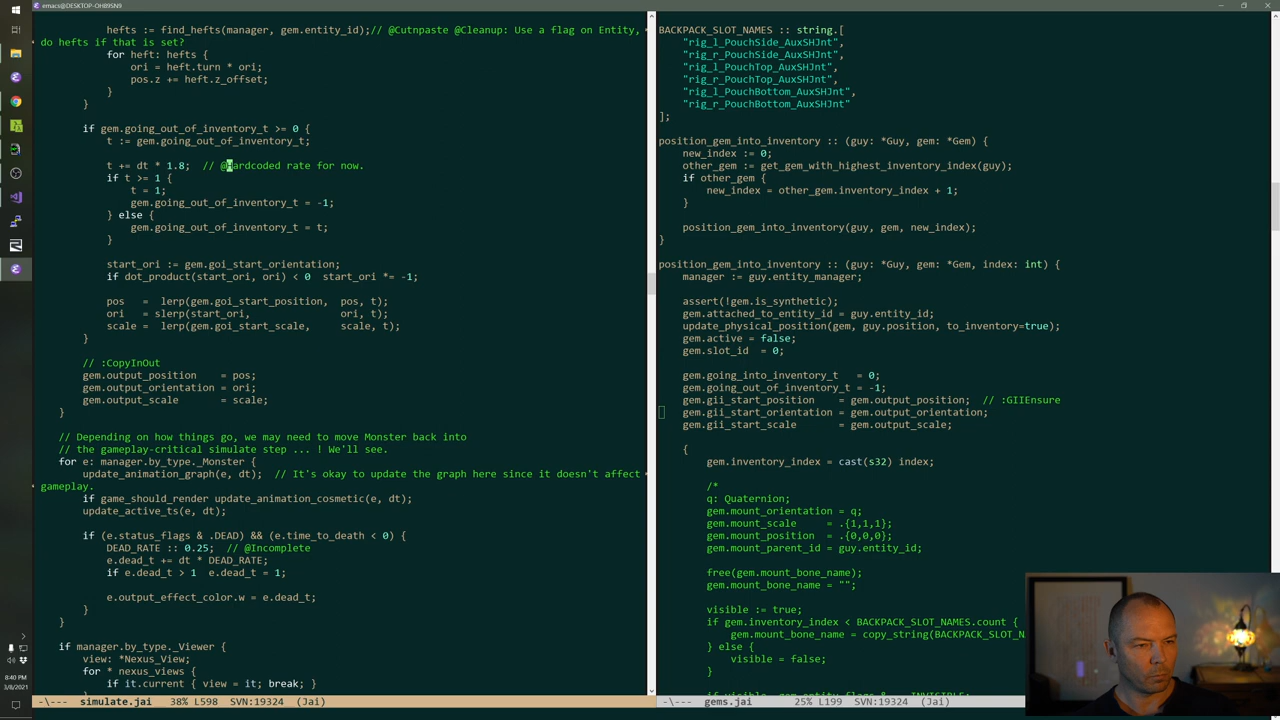 emacs@DESKTOP-OH89SN9
hefts := find_hefts(manager, gem.entity_id);// @Cutnpaste @Cleanup: Use a flag on Entity,
do hefts if that is set?
for heft: hefts {
ori = heft.turn * ori;
pos.z += heft.z_offset;
}
}
if gem.going_out_of_inventory_t >= 0 {
t := gem.going_out_of_inventory_t;
t += dt * 1.8;  // @Hardcoded rate for now.
if t >= 1 {
t = 1;
gem.going_out_of_inventory_t = -1;
} else {
gem.going_out_of_inventory_t = t;
}
start_ori := gem.goi_start_orientation;
if dot_product(start_ori, ori) < 0  start_ori *= -1;
pos   =  lerp(gem.goi_start_position,  pos, t);
ori   = slerp(start_ori,               ori, t);
scale =  lerp(gem.goi_start_scale,     scale, t);
}
// :CopyInOut
gem.output_position    = pos;
gem.output_orientation = ori;
gem.output_scale       = scale;
}
// Depending on how things go, we may need to move Monster back into
// the gameplay-critical simulate step ... ! We'll see.
for e: manager.by_type._Monster {
update_animation_graph(e, dt);  // It's okay to update the graph here since it doesn't affect
gameplay.
if game_should_render update_animation_cosmetic(e, dt);
update_active_ts(e, dt);
if (e.status_flags & .DEAD) && (e.time_to_death < 0) {
DEAD_RATE :: 0.25;  // @Incomplete
e.dead_t += dt * DEAD_RATE;
if e.dead_t > 1  e.dead_t = 1;
e.output_effect_color.w = e.dead_t;
}
}
if manager.by_type._Viewer {
view: *Nexus_View;
for * nexus_views {
if it.current { view = it; break; }
-\---  simulate.jai   38% L598  SVN:19324  (Jai)
BACKPACK_SLOT_NAMES :: string.[
"rig_l_PouchSide_AuxSHJnt",
"rig_r_PouchSide_AuxSHJnt",
"rig_l_PouchTop_AuxSHJnt",
"rig_r_PouchTop_AuxSHJnt",
"rig_l_PouchBottom_AuxSHJnt",
"rig_r_PouchBottom_AuxSHJnt"
];
position_gem_into_inventory :: (guy: *Guy, gem: *Gem) {
new_index := 0;
other_gem := get_gem_with_highest_inventory_index(guy);
if other_gem {
new_index = other_gem.inventory_index + 1;
}
position_gem_into_inventory(guy, gem, new_index);
}
position_gem_into_inventory :: (guy: *Guy, gem: *Gem, index: int) {
manager := guy.entity_manager;
assert(!gem.is_synthetic);
gem.attached_to_entity_id = guy.entity_id;
update_physical_position(gem, guy.position, to_inventory=true);
gem.active = false;
gem.slot_id  = 0;
gem.going_into_inventory_t   = 0;
gem.going_out_of_inventory_t = -1;
gem.gii_start_position    = gem.output_position;  // :GIIEnsure
gem.gii_start_orientation = gem.output_orientation;
gem.gii_start_scale       = gem.output_scale;
{
gem.inventory_index = cast(s32) index;
/*
q: Quaternion;
gem.mount_orientation = q;
gem.mount_scale     = .{1,1,1};
gem.mount_position  = .{0,0,0};
gem.mount_parent_id = guy.entity_id;
free(gem.mount_bone_name);
gem.mount_bone_name = "";
visible := true;
if gem.inventory_index < BACKPACK_SLOT_NAMES.count {
gem.mount_bone_name = copy_string(BACKPACK_SLOT_N
} else {
visible = false;
}
-\---  gems.jai   25% L199  SVN:19324  (Jai)
8:40 PM
3/8/2021